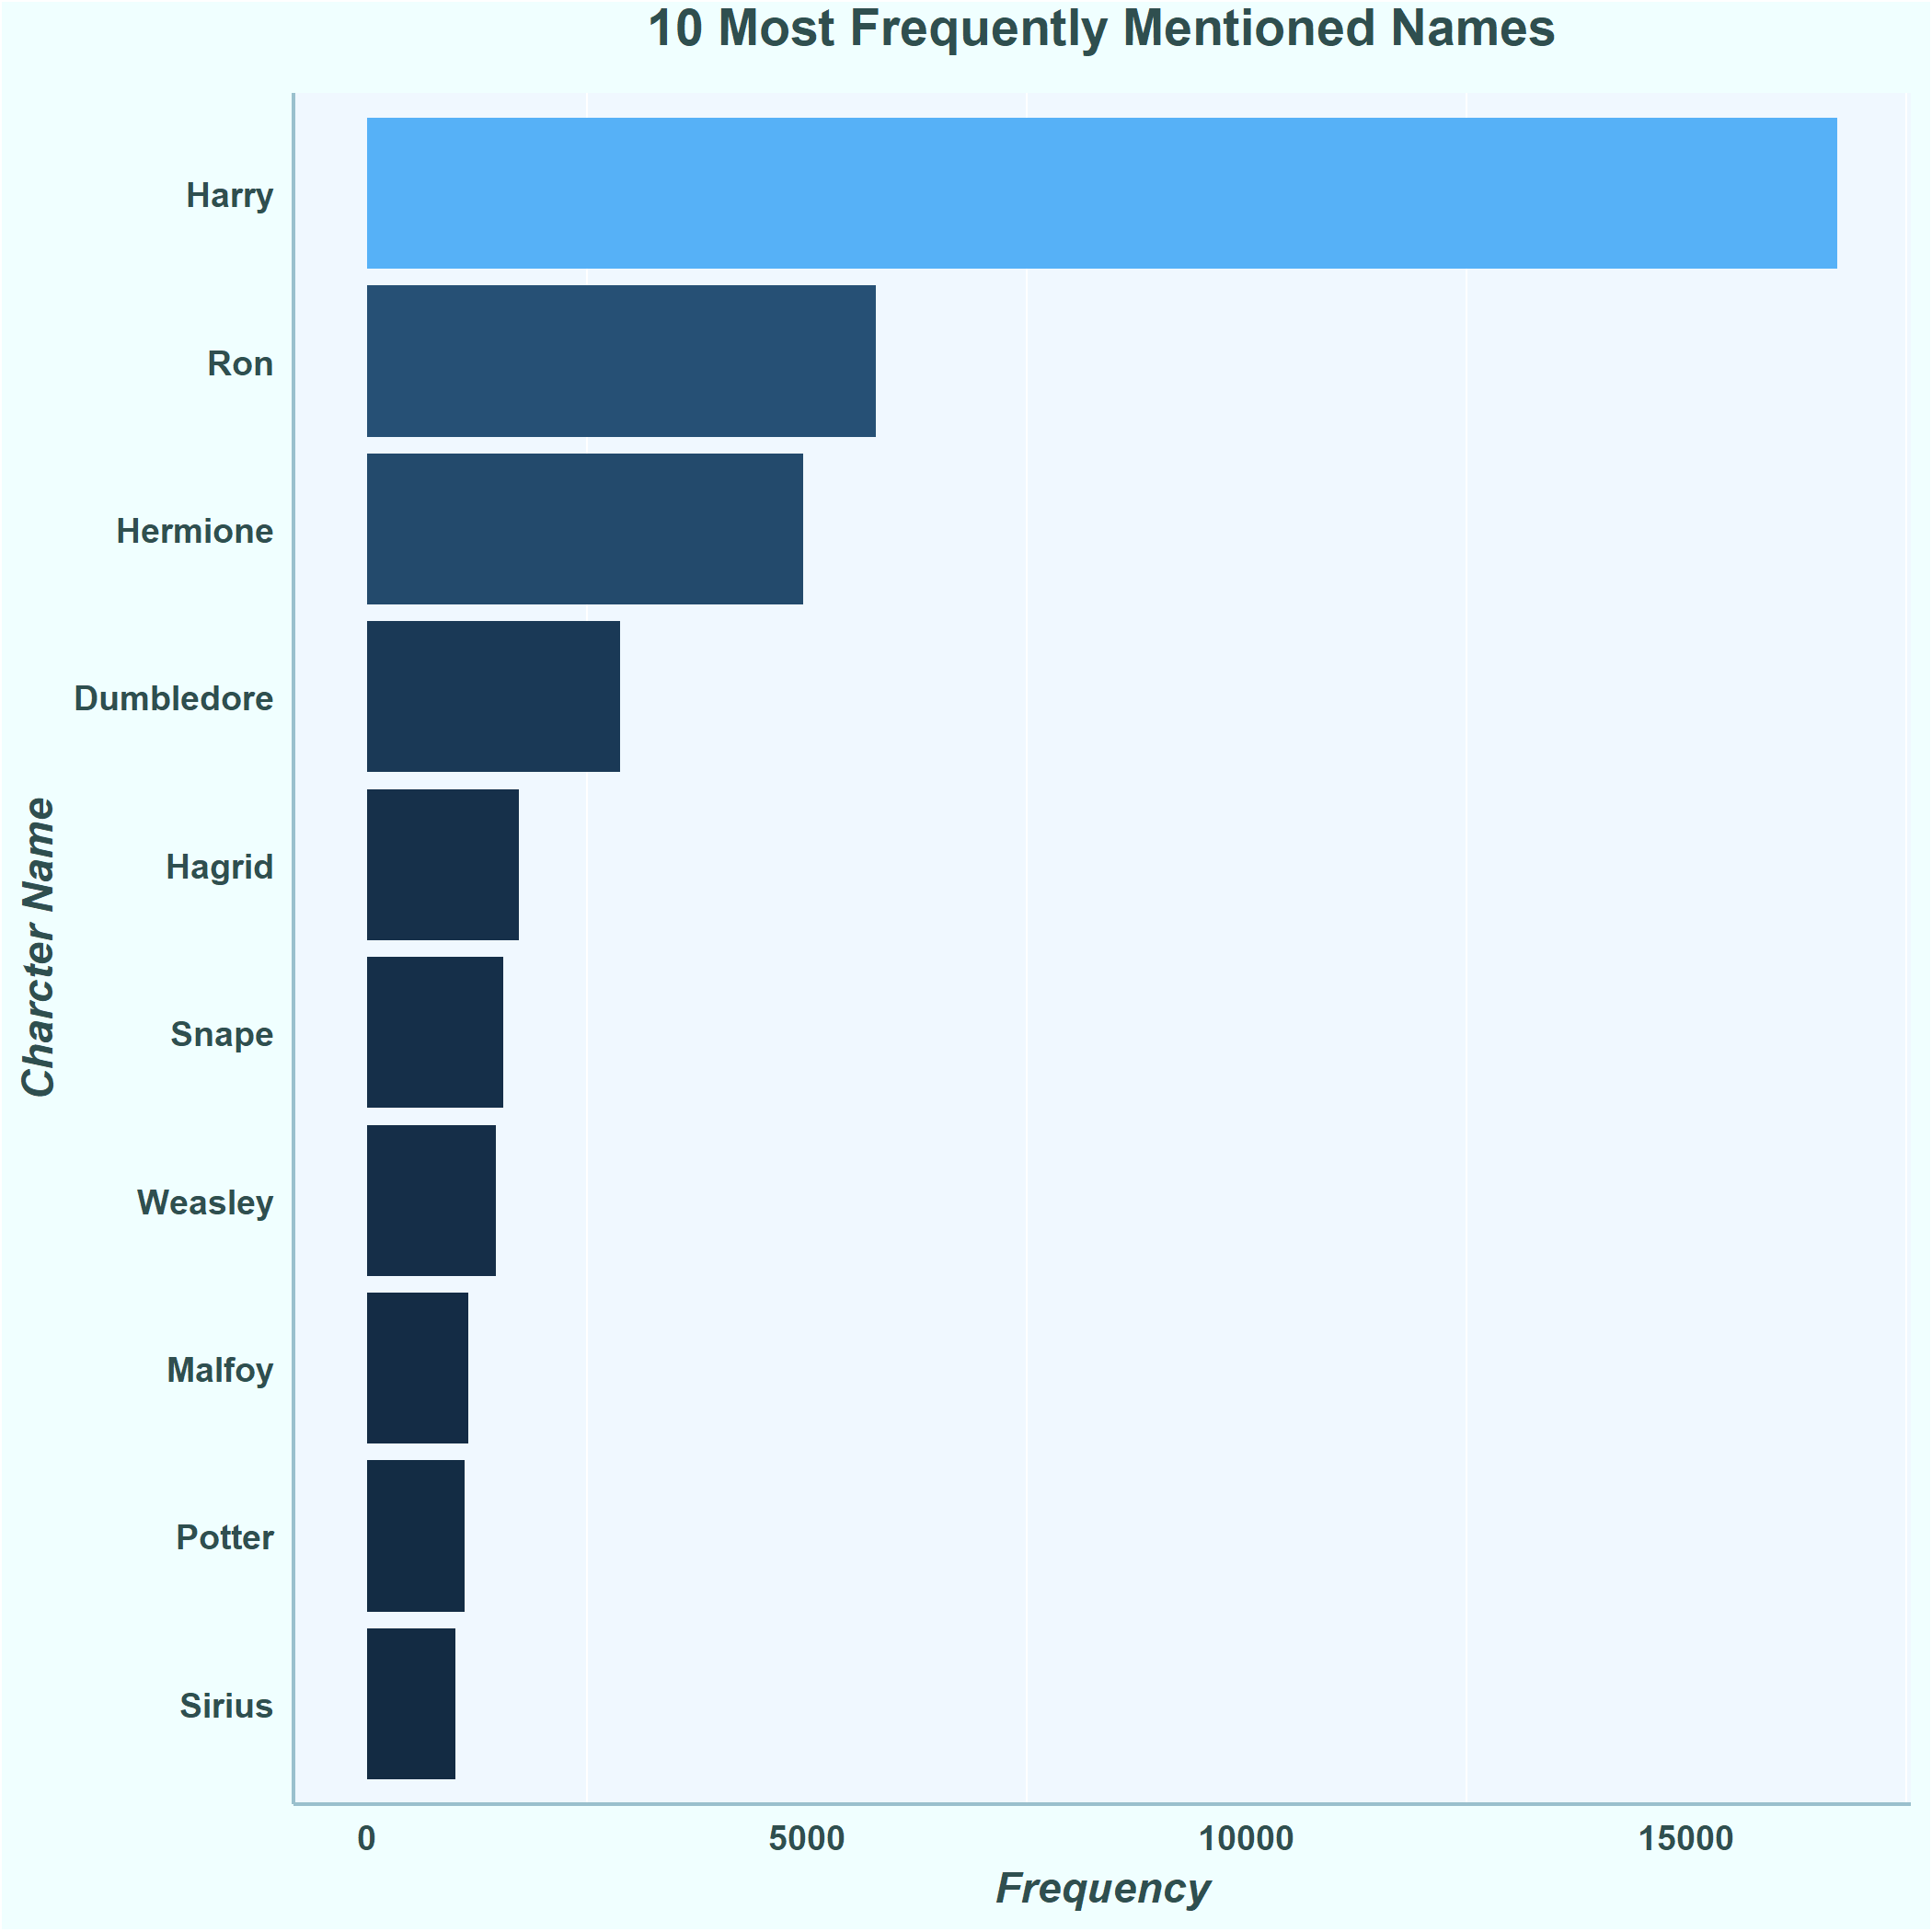 10 Most Frequently Mentioned Names
Harry
Ron
Hermione
Dumbledore
Hagrid
Snape
Weasley
Malfoy
Potter
Sirius
Charcter Name
0 5000 10000 15000
Frequency